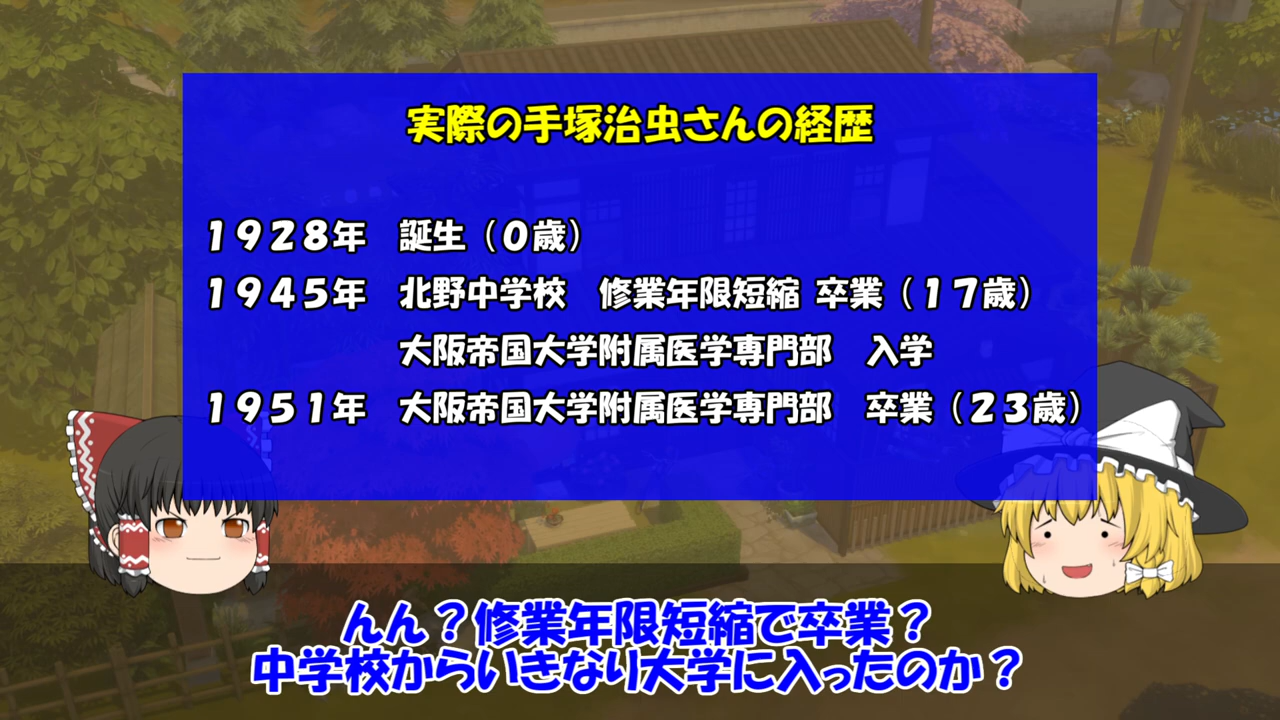 実際の手塚治虫さんの経歴
１９２８年　誕生（０歳）
１９４５年　北野中学校　修業年限短縮 卒業（１７歳）
大阪帝国大学附属医学専門部　入学
１９５１年　大阪帝国大学附属医学専門部　卒業（２３歳）
んん？修業年限短縮で卒業？
中学校からいきなり大学に入ったのか？